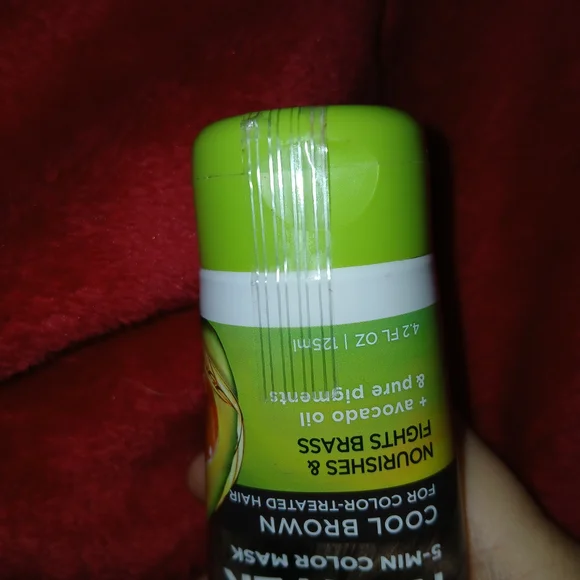 5-MIN COLOR MASK
COOL BROWN
FOR COLOR-TREATED HAIR
NOURISHES &
FIGHTS BRASS
+ avocado oil
& pure pigments
4.2 FL OZ | 125ml